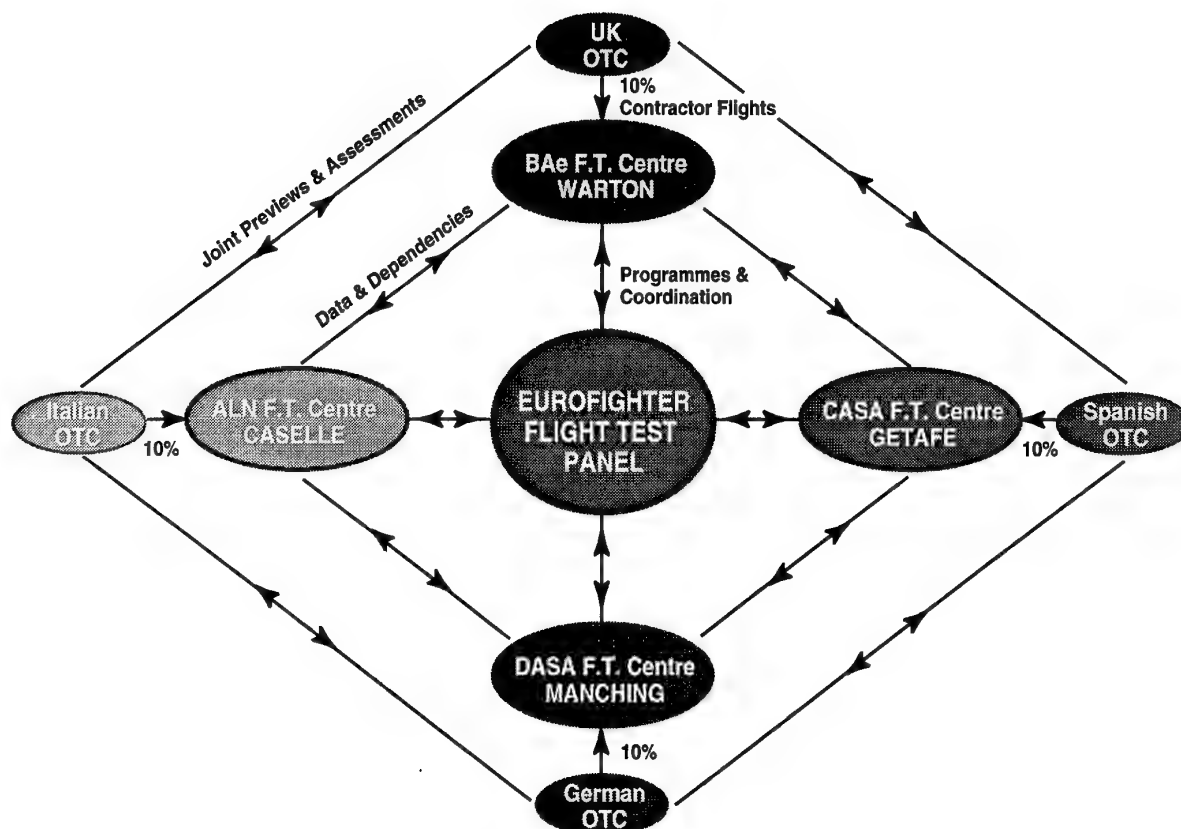 UK
OTC
10%
Contractor Flights
BAe F.T. Centre
WARTON
Joint Previews & Assessments
Data & Dependencies
Programmes &
Coordination
Italian
OTC
10%
ALN F.T. Centre
CASELLE
EUROFIGHTER
FLIGHT TEST
PANEL
CASA F.T. Centre
GETAFE
10%
Spanish
OTC
DASA F.T. Centre
MANCHING
10%
German
OTC